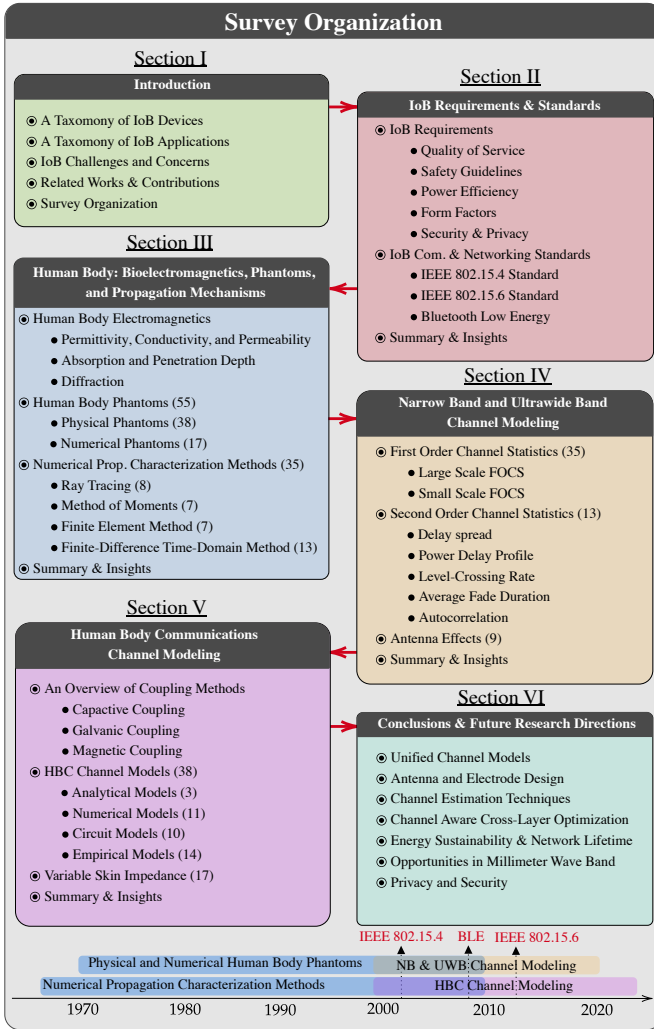 Survey Organization
Section I
Introduction
A Taxomomy of IoB Devices
A Taxomomy of IoB Applications
IoB Challenges and Concerns
Related Works & Contributions
Survey Organization
Section II
IoB Requirements & Standards
IoB Requirements
Quality of Service
Safety Guidelines
Power Efficiency
Form Factors
Security & Privacy
IoB Com. & Networking Standards
IEEE 802.15.4 Standard
IEEE 802.15.6 Standard
Bluetooth Low Energy
Summary & Insights
Section III
Human Body: Bioelectromagnetics, Phantoms,
and Propagation Mechanisms
Human Body Electromagnetics
Permittivity, Conductivity, and Permeability
Absorption and Penetration Depth
Diffraction
Human Body Phantoms (55)
Physical Phantoms (38)
Numerical Phantoms (17)
Numerical Prop. Characterization Methods (35)
Ray Tracing (8)
Method of Moments (7)
Finite Element Method (7)
Finite-Difference Time-Domain Method (13)
Summary & Insights
Section IV
Narrow Band and Ultrawide Band
Channel Modeling
First Order Channel Statistics (35)
Large Scale FOCS
Small Scale FOCS
Second Order Channel Statistics (13)
Delay spread
Power Delay Profile
Level-Crossing Rate
Average Fade Duration
Autocorrelation
Antenna Effects (9)
Summary & Insights
Section V
Human Body Communications
Channel Modeling
An Overview of Coupling Methods
Capactive Coupling
Galvanic Coupling
Magnetic Coupling
HBC Channel Models (38)
Analytical Models (3)
Numerical Models (11)
Circuit Models (10)
Empirical Models (14)
Variable Skin Impedance (17)
Summary & Insights
Section VI
Conclusions & Future Research Directions
Unified Channel Models
Antenna and Electrode Design
Channel Estimation Techniques
Channel Aware Cross-Layer Optimization
Energy Sustainability & Network Lifetime
Opportunities in Millimeter Wave Band
Privacy and Security
IEEE 802.15.4 BLE IEEE 802.15.6
Physical and Numerical Human Body Phantoms NB & UWB Channel Modeling
Numerical Propagation Characterization Methods HBC Channel Modeling
1970 1980 1990 2000 2010 2020